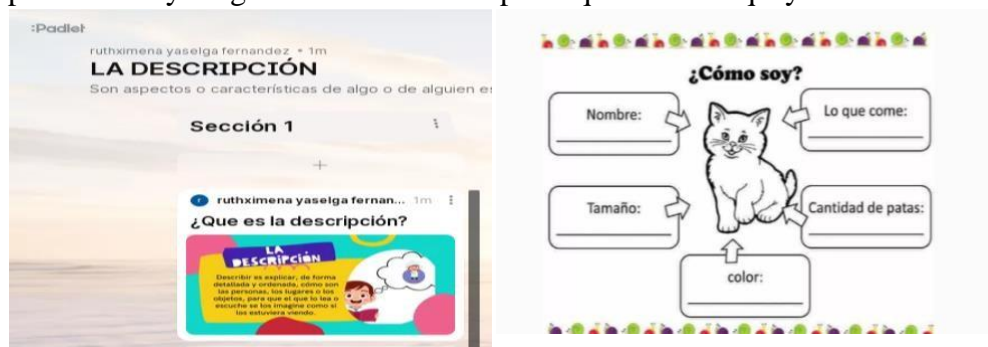 :Padlet
ruthximena yaselga fernandez • 1m
LA DESCRIPCIÓN
Son aspectos o características de algo o de alguien es
Sección 1
ruthximena yaselga fernan... 1m
¿Que es la descripción?
LA
DESCRIPCIÓN
Describir es explicar, de forma
detallada y ordenada, cómo son
las personas, los lugares o los
objetos, para que el que lo lea o
escuche se los imagine como si
los estuviera viendo.
¿Cómo soy?
Nombre:
Lo que come:
Tamaño:
Cantidad de patas:
color: